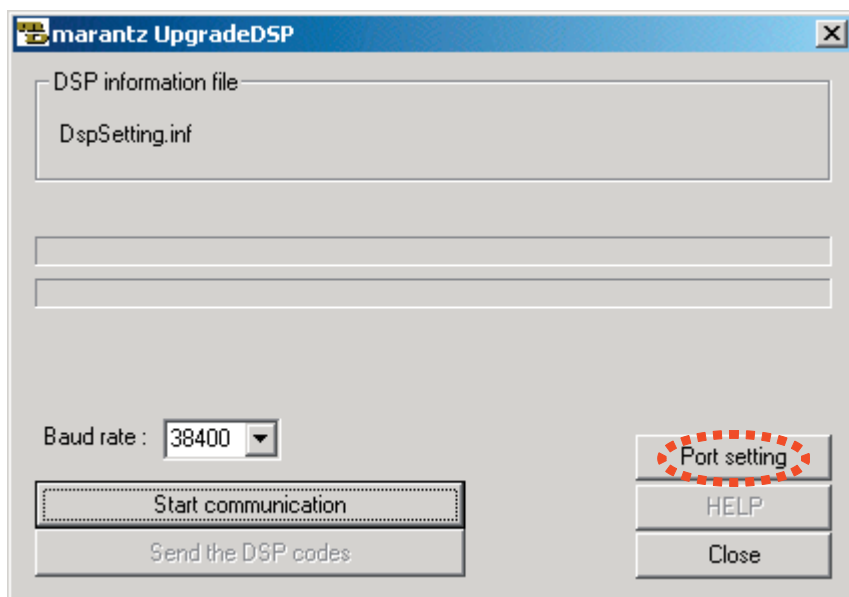 marantz UpgradeDSP
DSP information file
DspSetting.inf
Baud rate : 38400
Port setting
Start communication
HELP
Send the DSP codes
Close